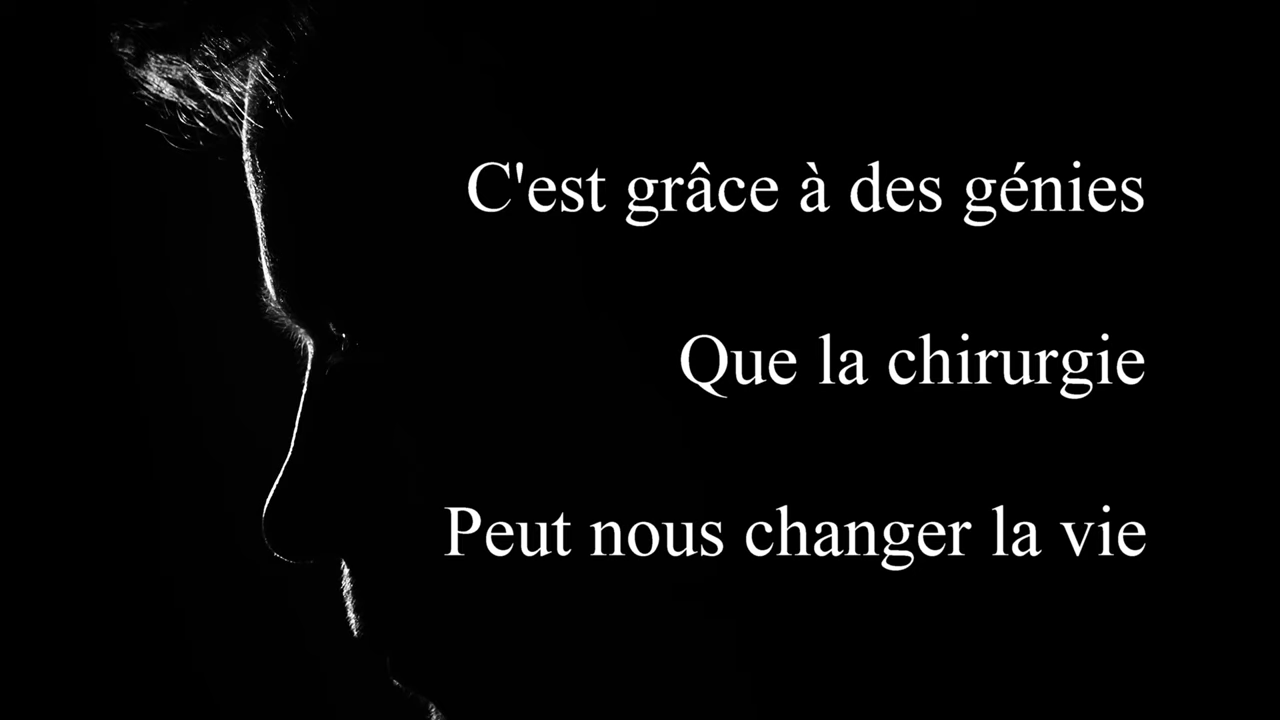 C'est grâce à des génies
Que la chirurgie
Peut nous changer la vie